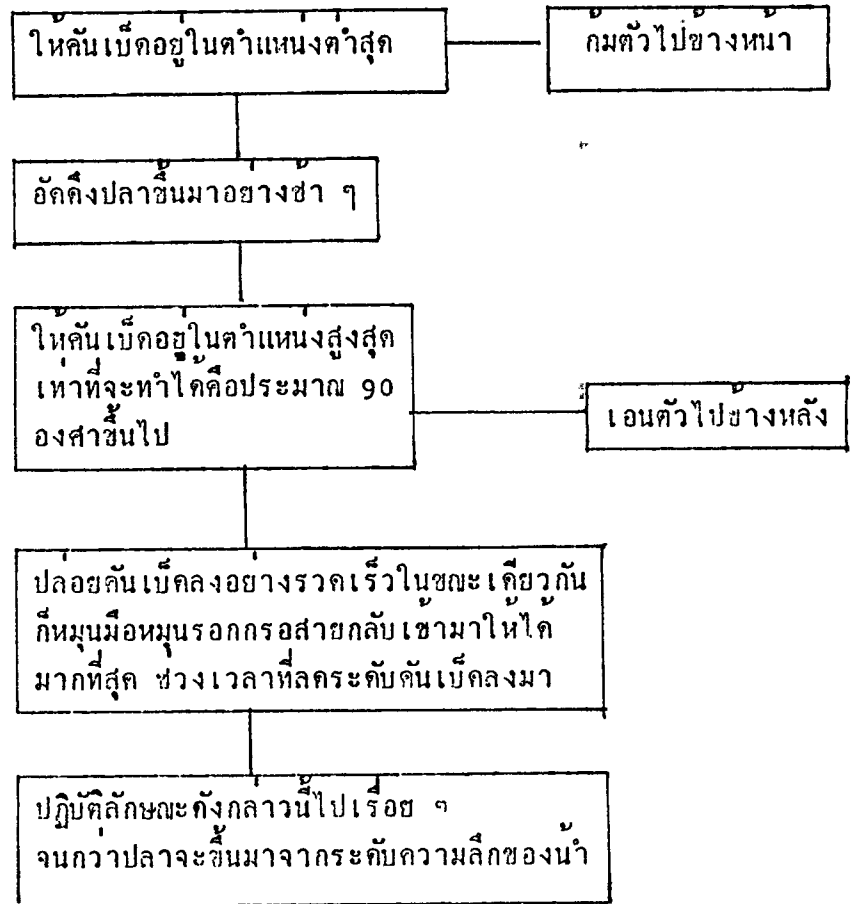 ให้คันเบ็ดอยู่ในตำแหน่งต่ำสุด
ก้มตัวไปข้างหน้า
อัดดึงปลาขึ้นมาอย่างช้า ๆ
ให้คันเบ็ดอยู่ในตำแหน่งสูงสุด
เท่าที่จะทำได้คือประมาณ 90
องศาขึ้นไป
เอนตัวไปข้างหลัง
ปล่อยคันเบ็ดลงอย่างรวดเร็วในขณะเดียวกัน
ก็หมุนมือหมุนรอกกรอสายกลับเข้ามาให้ได้
มากที่สุด ช่วงเวลาที่ลดระดับคันเบ็ดลงมา
ปฏิบัติลักษณะดังกล่าวนี้ไปเรื่อย ๆ
จนกว่าปลาจะขึ้นมาจากระดับความลึกของน้ำ